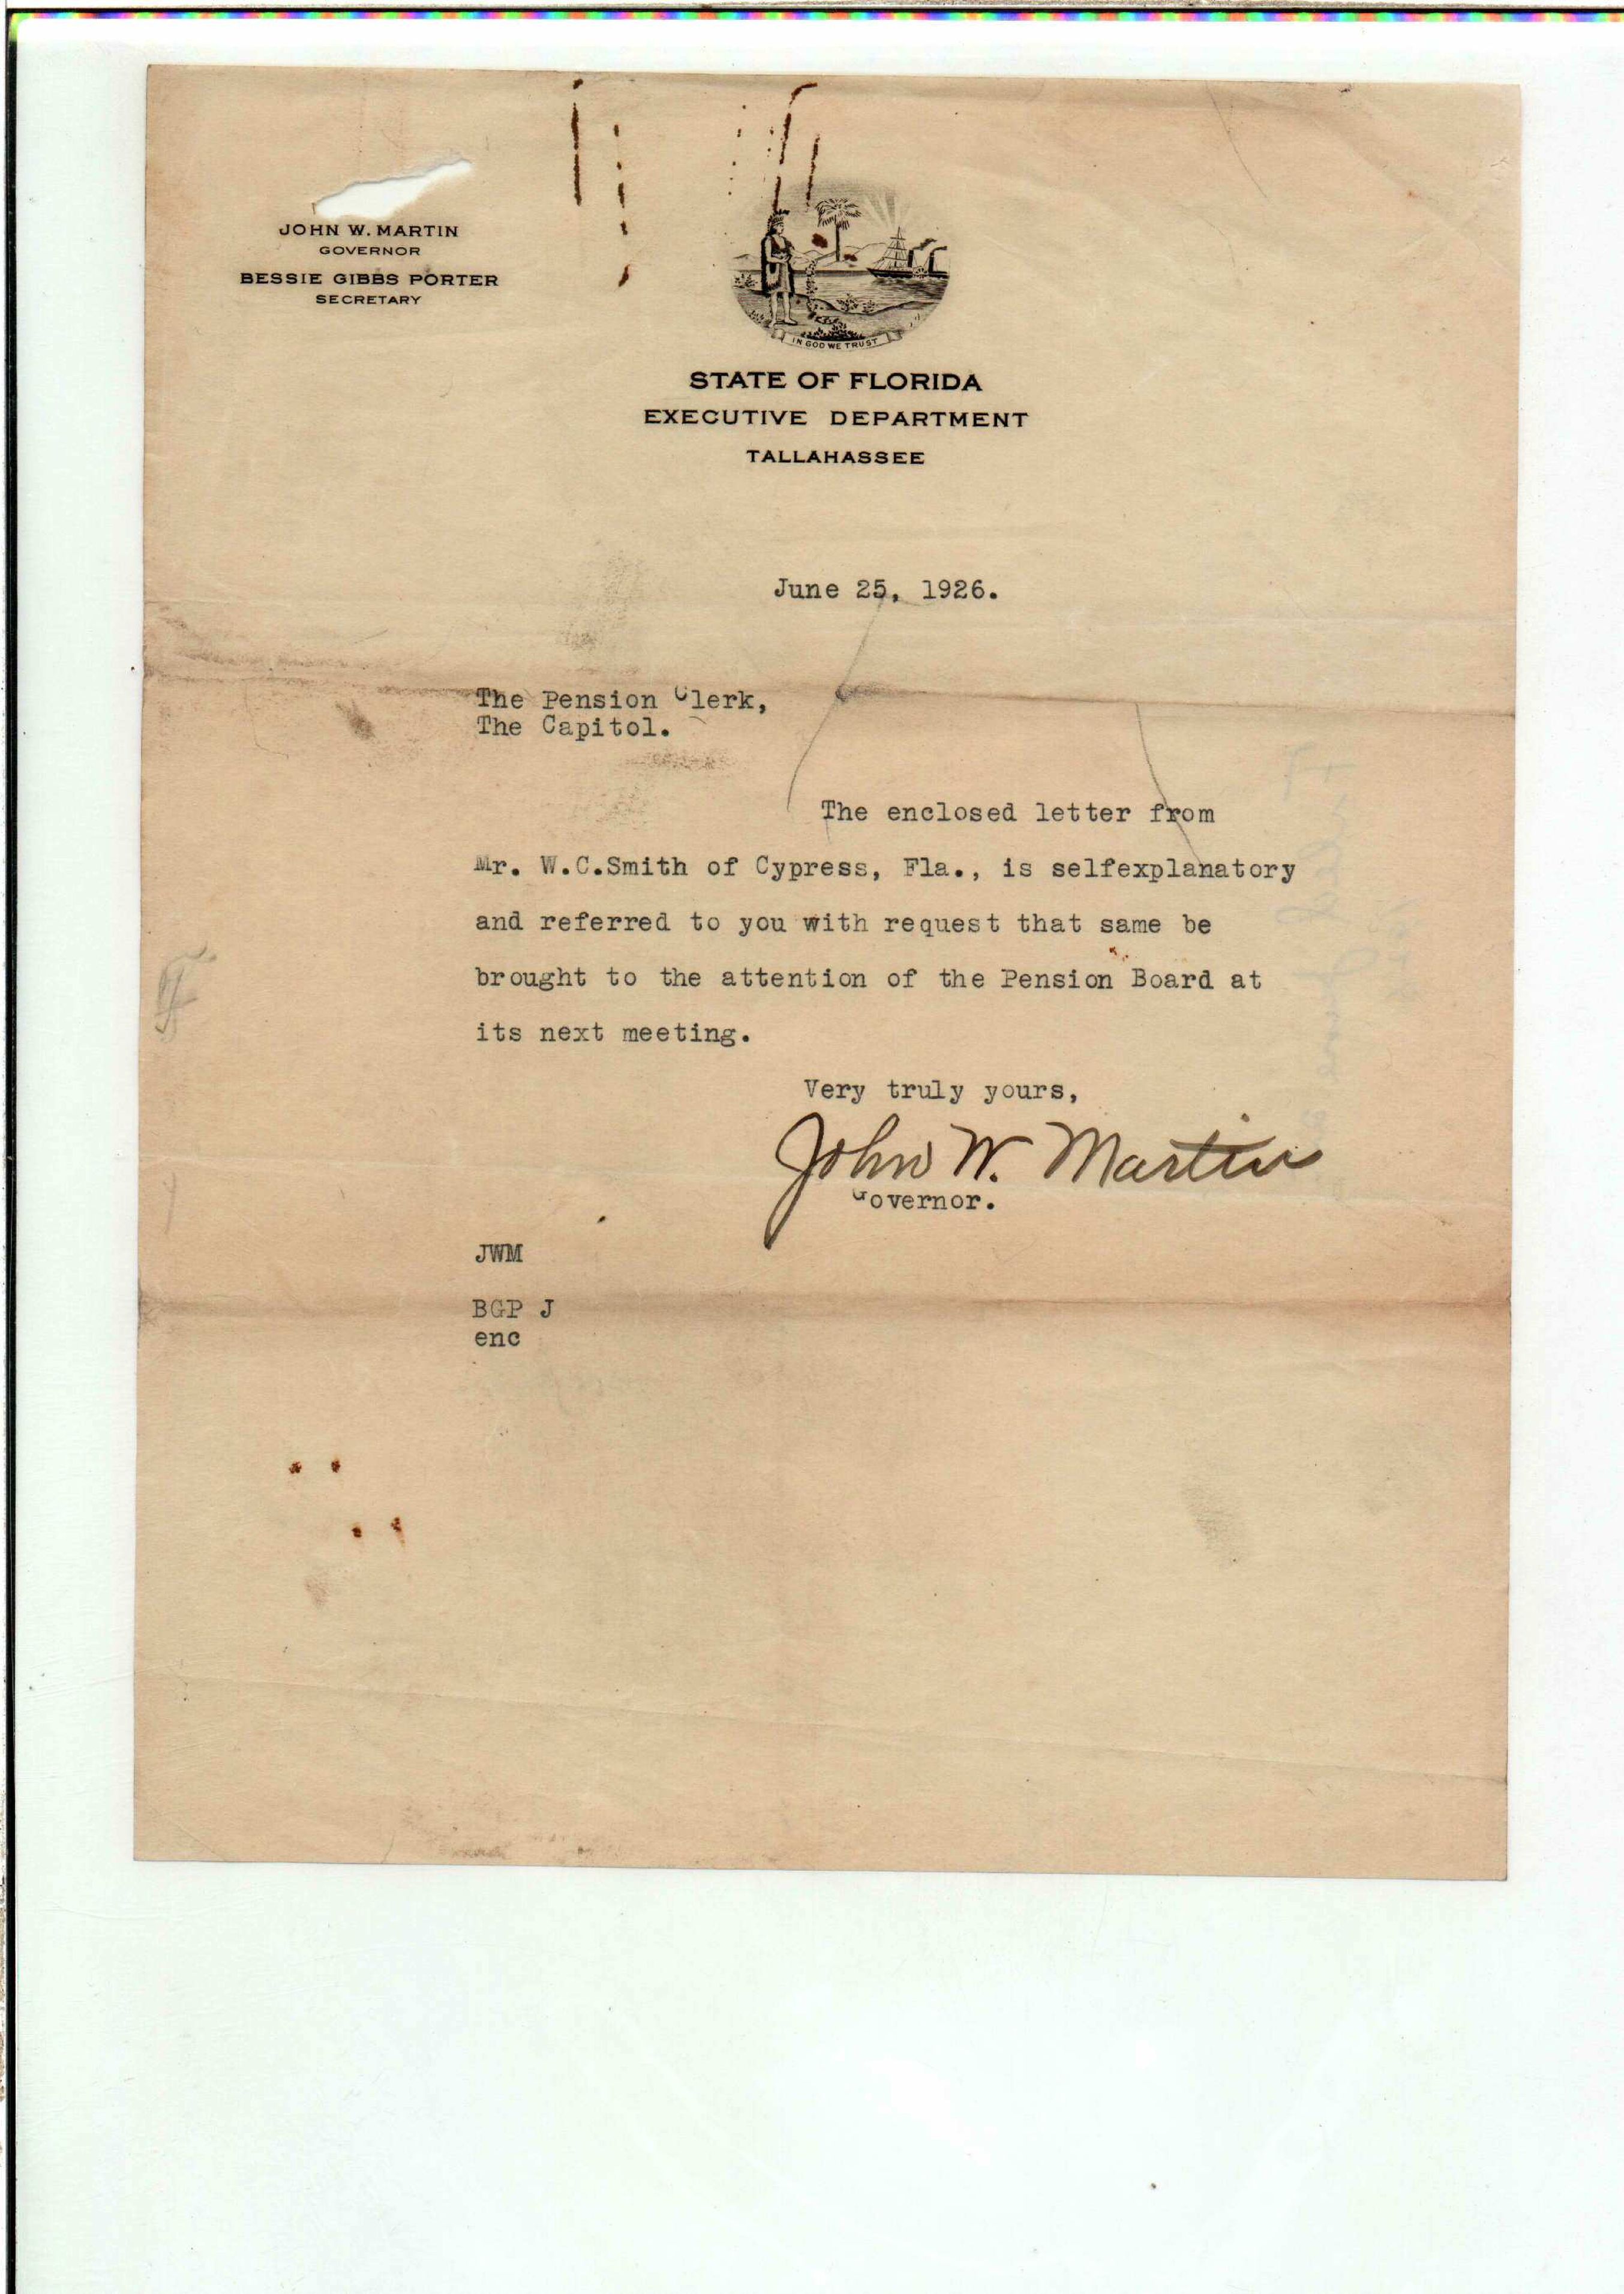 JOHN W. MARTIN
GOVERNOR
BESSIE GIBBS PORTER
SECRETARY
IN GOD WE TRUST
STATE OF FLORIDA
EXECUTIVE DEPARTMENT
TALLAHASSEE
June 25, 1926.
The Pension Clerk,
The Capitol.
The enclosed letter from
Mr. W.C.Smith of Cypress, Fla., is selfexplanatory
and referred to you with request that same be
brought to the attention of the Pension Board at
its next meeting.
Very truly yours,
John W. Martin
Governor.
JWM
BGP J
enc